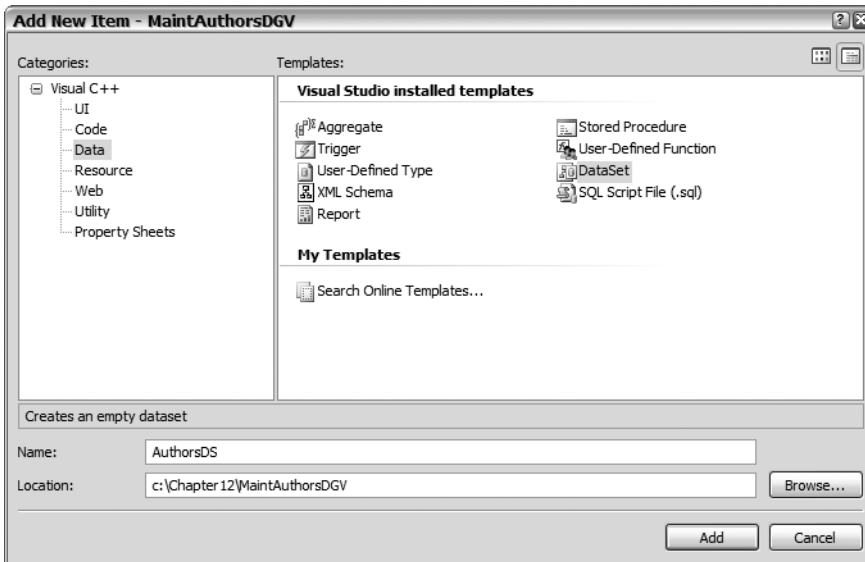 Add New Item - MaintAuthorsDGV
Categories:
Templates:
Visual C++
UI
Code
Data
Resource
Web
Utility
Property Sheets
Visual Studio installed templates
Aggregate
Stored Procedure
Trigger
User-Defined Function
User-Defined Type
DataSet
XML Schema
SQL Script File (.sql)
Report
My Templates
Search Online Templates...
Creates an empty dataset
Name:
AuthorsDS
Location:
c:\Chapter12\MaintAuthorsDGV
Browse...
Add
Cancel